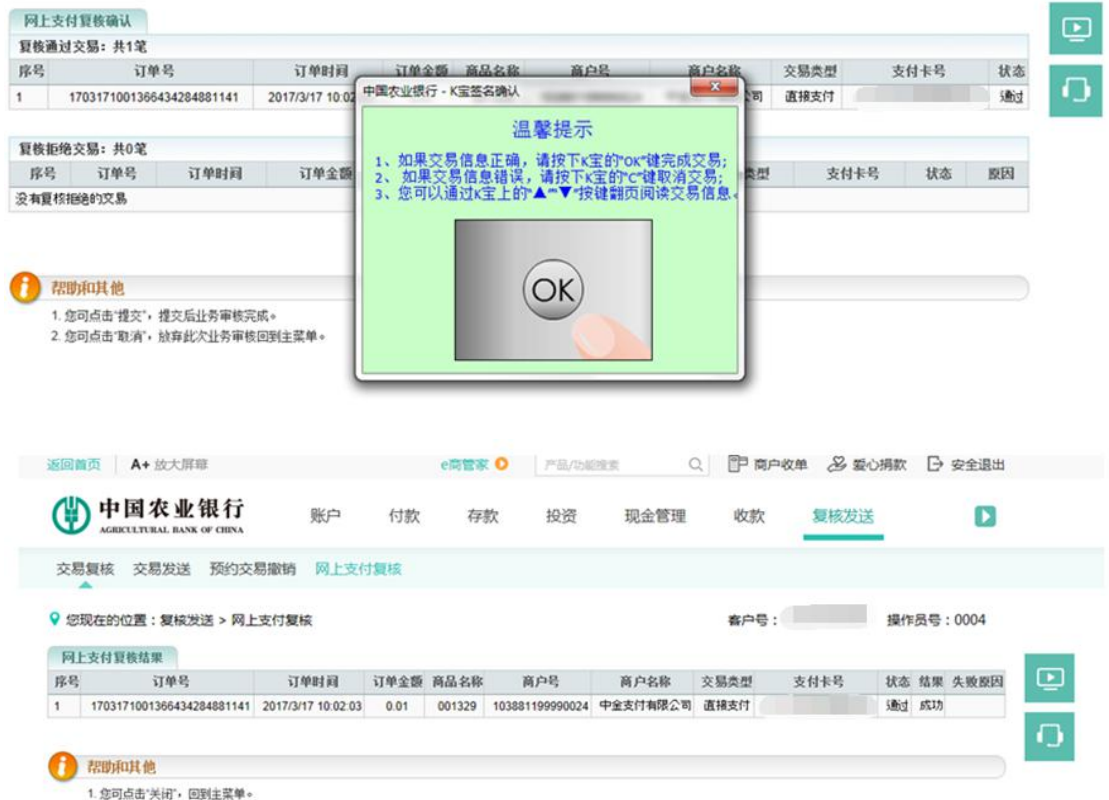 网上支付复核确认
复核通过交易：共1笔
序号 订单号 订单时间 订单金额 商品名称 商户号 商户名称 交易类型 支付卡号 状态
1 1703171001366434284881141 2017/3/17 10:02 司 直接支付 通过
中国农业银行 - K宝签名确认
温馨提示
1、如果交易信息正确，请按下K宝的"OK"键完成交易;
2、 如果交易信息错误，请按下K宝的"C"键取消交易;
3、您可以通过K宝上的"▲""▼"按键翻页阅读交易信息。
OK
复核拒绝交易：共0笔
序号 订单号 订单时间 订单金额 类型 支付卡号 状态 原因
没有复核拒绝的交易
帮助和其他
1. 您可点击"提交"，提交后业务审核完成。
2. 您可点击"取消"，放弃此次业务审核回到主菜单。
返回首页 A+ 放大屏幕 e商管家 产品/功能搜索 商户收单 爱心捐款 安全退出
中国农业银行
AGRICULTURAL BANK OF CHINA
账户 付款 存款 投资 现金管理 收款 复核发送
交易复核 交易发送 预约交易撤销 网上支付复核
您现在的位置：复核发送 > 网上支付复核 客户号： 操作员号：0004
网上支付复核结果
序号 订单号 订单时间 订单金额 商品名称 商户号 商户名称 交易类型 支付卡号 状态 结果 失败原因
1 1703171001366434284881141 2017/3/17 10:02:03 0.01 001329 103881199990024 中金支付有限公司 直接支付 通过 成功
帮助和其他
1. 您可点击"关闭"，回到主菜单。